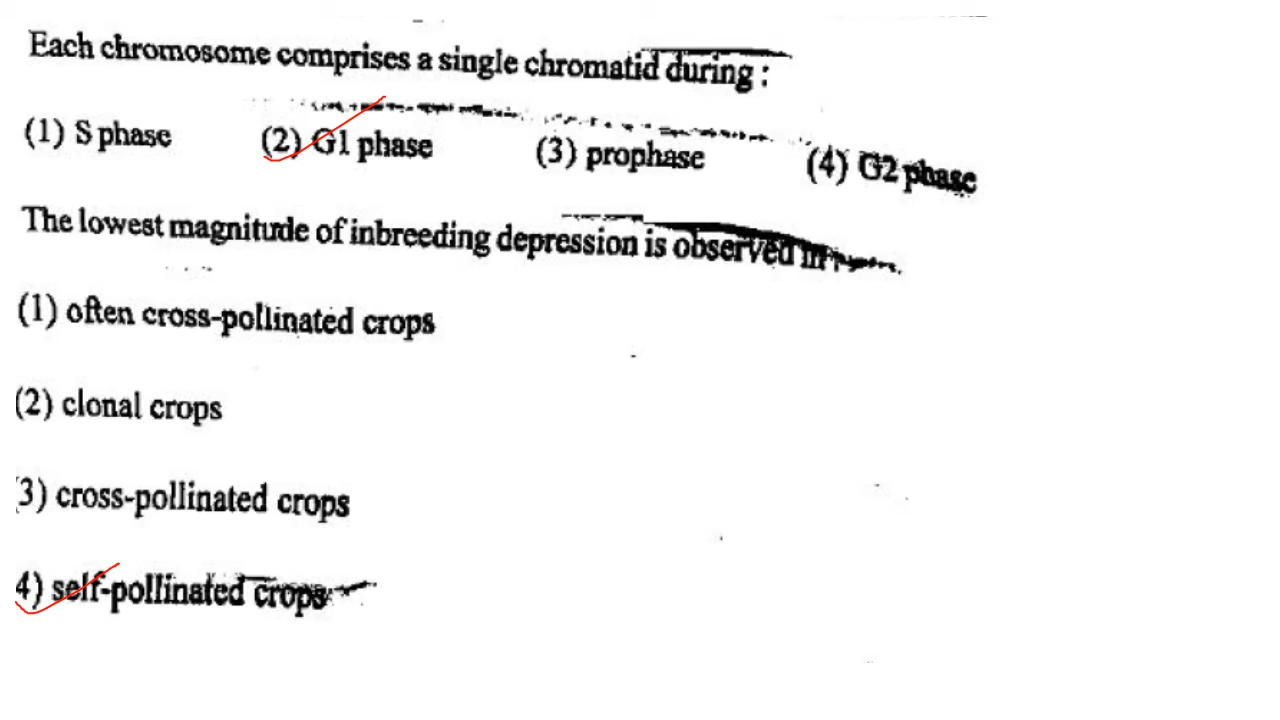 Each chromosome comprises a single chromatid during :
(1) S phase (2) G1 phase (3) prophase (4) G2 phase
The lowest magnitude of inbreeding depression is observed in
(1) often cross-pollinated crops
(2) clonal crops
3) cross-pollinated crops
4) self-pollinated crops